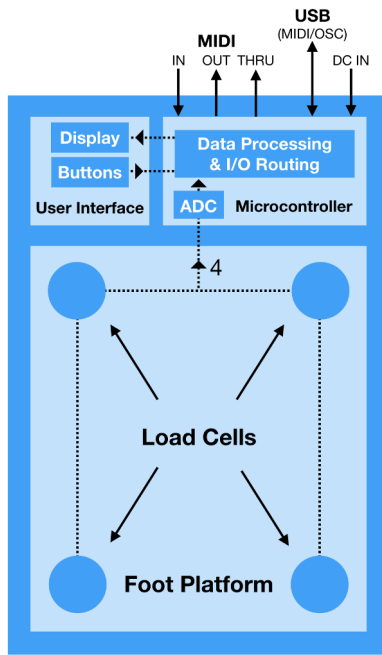 USB
MIDI
(MIDI/OSC)
IN
OUT
THRU
DC IN
Display
Buttons
User Interface
Data Processing
& I/O Routing
ADC
Microcontroller
4
Load Cells
Foot Platform